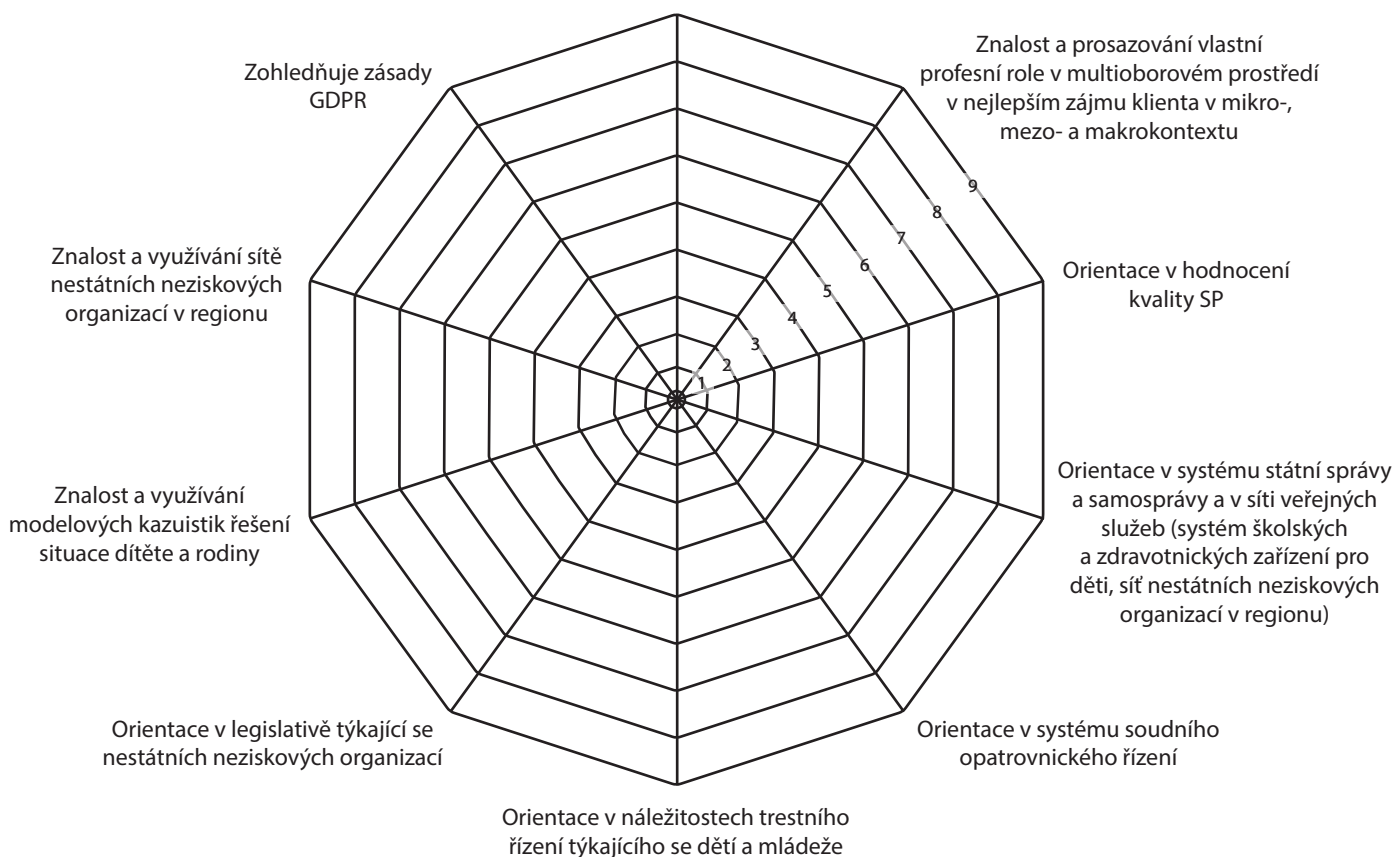 Zohledňuje zásady
GDPR
Znalost a prosazování vlastní
profesní role v multioborovém prostředí
v nejlepším zájmu klienta v mikro-,
mezo- a makrokontextu
9
8
7
6
5
4
3
2
1
Znalost a využívání sítě
nestátních neziskových
organizací v regionu
Orientace v hodnocení
kvality SP
Znalost a využívání
modelových kazuistik řešení
situace dítěte a rodiny
Orientace v systému státní správy
a samosprávy a v síti veřejných
služeb (systém školských
a zdravotnických zařízení pro
děti, síť nestátních neziskových
organizací v regionu)
Orientace v legislativě týkající se
nestátních neziskových organizací
Orientace v systému soudního
opatrovnického řízení
Orientace v náležitostech trestního
řízení týkajícího se dětí a mládeže